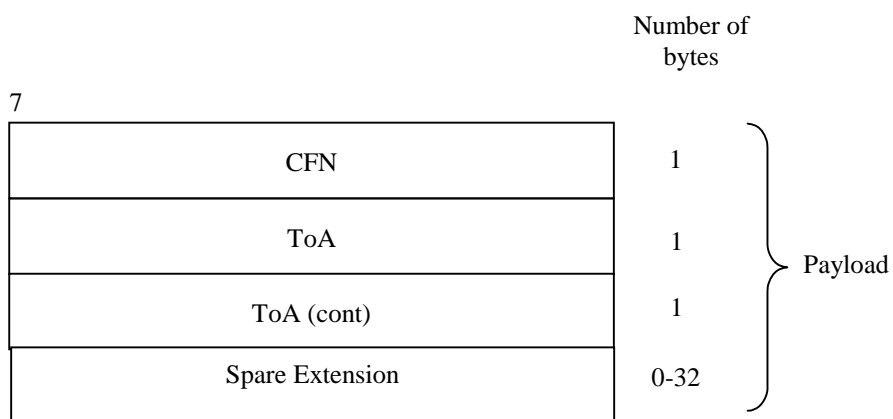 Number of
bytes
7
CFN
1
ToA
1
ToA (cont)
1
Payload
Spare Extension
0-32